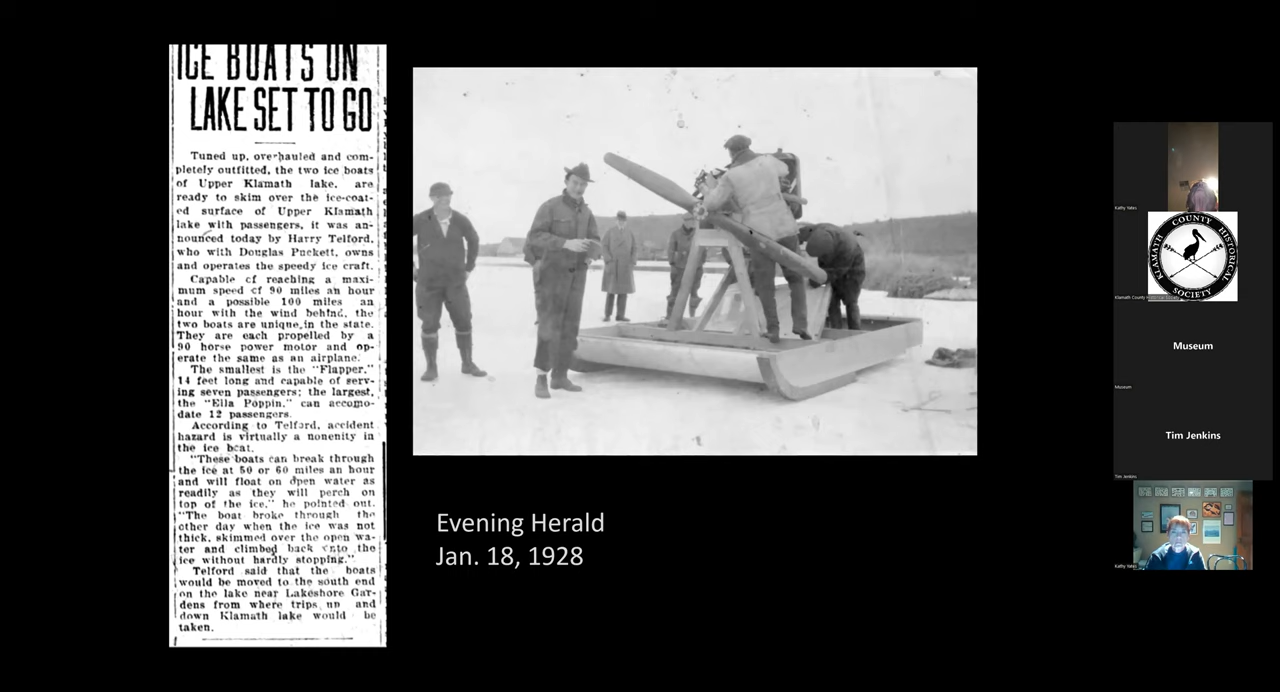 ICE BOATS ON
LAKE SET TO GO
Tuned up, overhauled and com-
pletely outfitted, the two ice boats
of Upper Klamath lake, are
ready to skim over the ice-coat-
ed surface of Upper Klamath
lake with passengers, it was an-
nounced today by Harry Telford,
who with Douglas Puckett, owns
and operates the speedy ice craft.
Capable of reaching a maxi-
mum speed of 90 miles an hour
and a possible 100 miles an
hour with the wind behind, the
two boats are unique in the state.
They are each propelled by a
90 horse power motor and op-
erate the same as an airplane.
The smallest is the "Flapper,"
14 feet long and capable of serv-
ing seven passengers; the largest,
the "Ella Poppin," can accomo-
date 12 passengers.
According to Telford, accident
hazard is virtually a nonenity in
the ice boat.
"These boats can break through
the ice at 50 or 60 miles an hour
and will float on open water as
readily as they will perch on
top of the ice," he pointed out.
"The boat broke through the
other day when the ice was not
thick, skimmed over the open wa-
ter and climbed back onto the
ice without hardly stopping."
Telford said that the boats
would be moved to the south end
on the lake near Lakeshore Gar-
dens from where trips up and
down Klamath lake would be
taken.
Evening Herald
Jan. 18, 1928
Kathy Yates
KLAMATH COUNTY HISTORICAL SOCIETY
Klamath County Historical
Museum
Museum
Tim Jenkins
Tim Jenkins
Kathy Yates